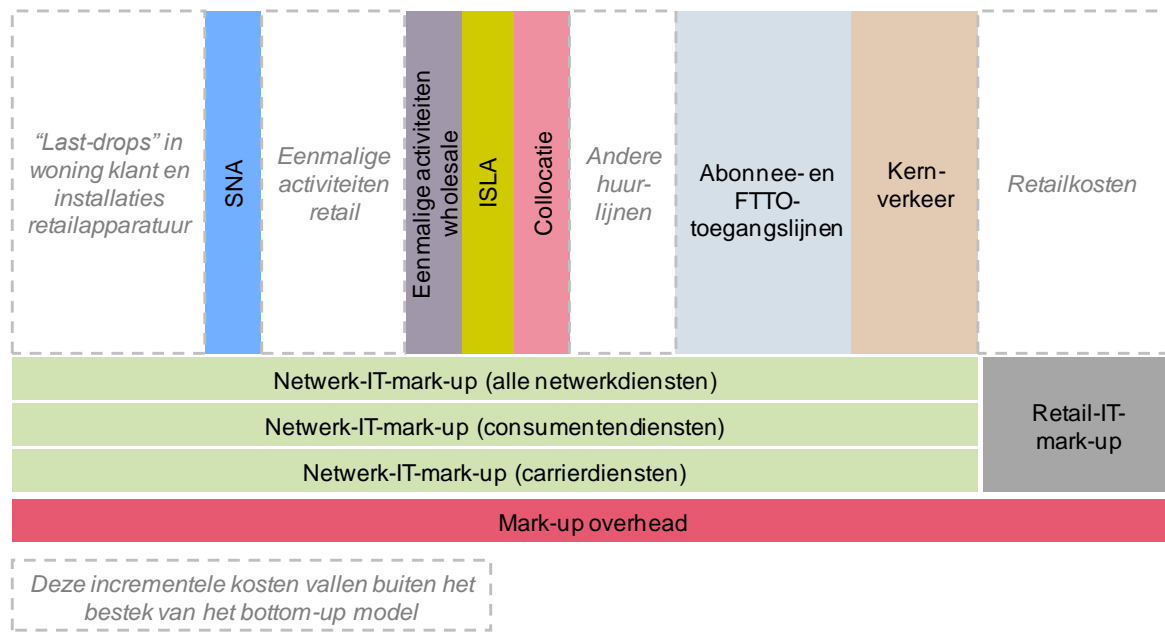 “Last-drops” in
woning klant en
installaties
retailapparatuur
SNA
Eenmalige
activiteiten
retail
Eenmalige activiteiten
wholesale
ISLA
Collocatie
Andere
huur-
lijnen
Abonnee- en
FTTO-
toegangslijnen
Kern-
verkeer
Retailkosten
Netwerk-IT-mark-up (alle netwerkdiensten)
Netwerk-IT-mark-up (consumentendiensten)
Netwerk-IT-mark-up (carrierdiensten)
Retail-IT-
mark-up
Mark-up overhead
Deze incrementele kosten vallen buiten het
bestek van het bottom-up model